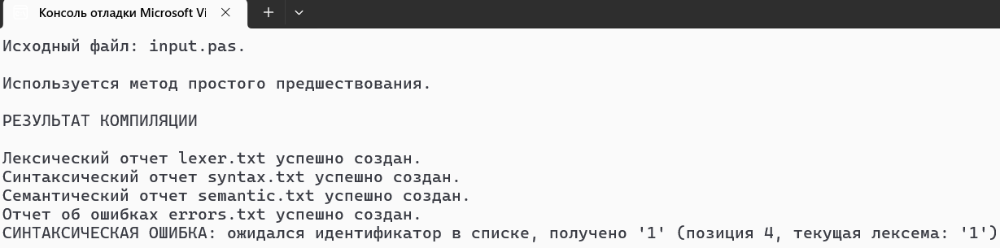 Консоль отладки Microsoft Vi
Исходный файл: input.pas.
Используется метод простого предшествования.
РЕЗУЛЬТАТ КОМПИЛЯЦИИ
Лексический отчет lexer.txt успешно создан.
Синтаксический отчет syntax.txt успешно создан.
Семантический отчет semantic.txt успешно создан.
Отчет об ошибках errors.txt успешно создан.
СИНТАКСИЧЕСКАЯ ОШИБКА: ожидался идентификатор в списке, получено '1' (позиция 4, текущая лексема: '1')